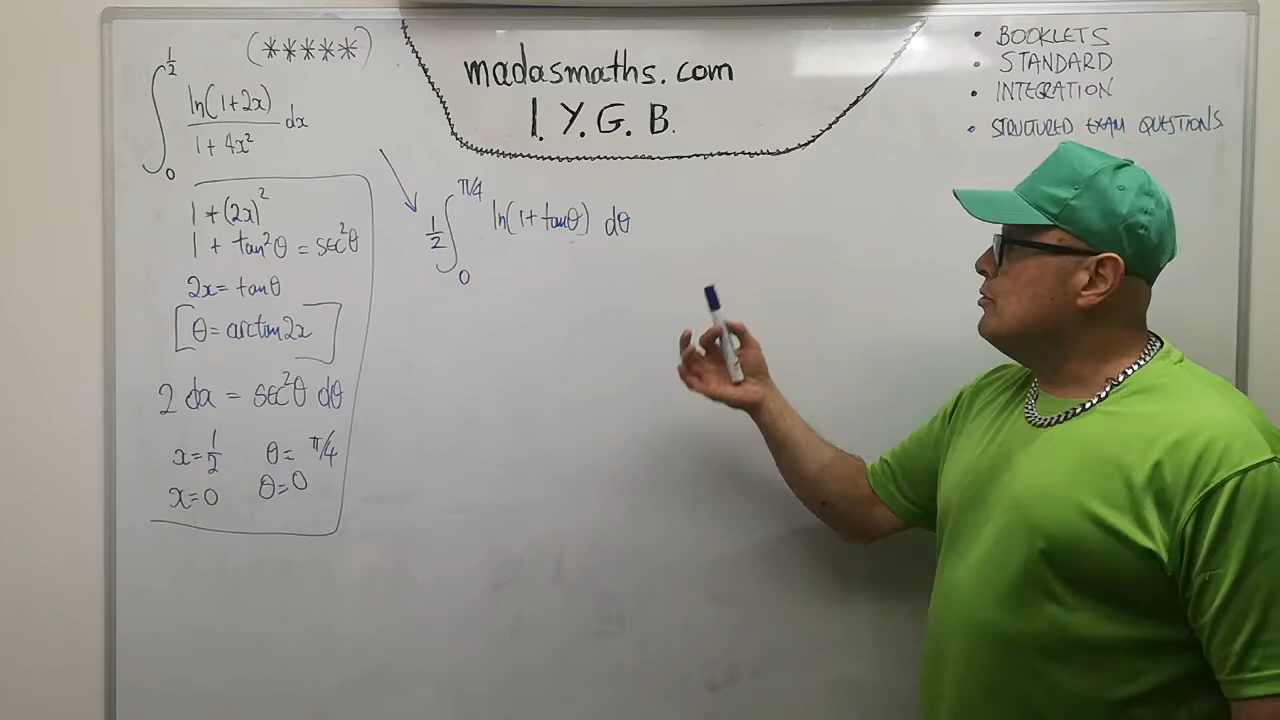 (*****)
∫₀^½ ln(1+2x)/(1+4x²) dx
1+(2x)²
1 + tan²θ = sec²θ
2x = tanθ
[θ = arctan2x]
2 dx = sec²θ dθ
x = 1/2 θ = π/4
x = 0 θ = 0
madasmaths.com
I. Y. G. B.
1/2 ∫₀^π/4 ln(1+tanθ) dθ
• BOOKLETS
• STANDARD
• INTEGRATION
• STRUCTURED EXAM QUESTIONS